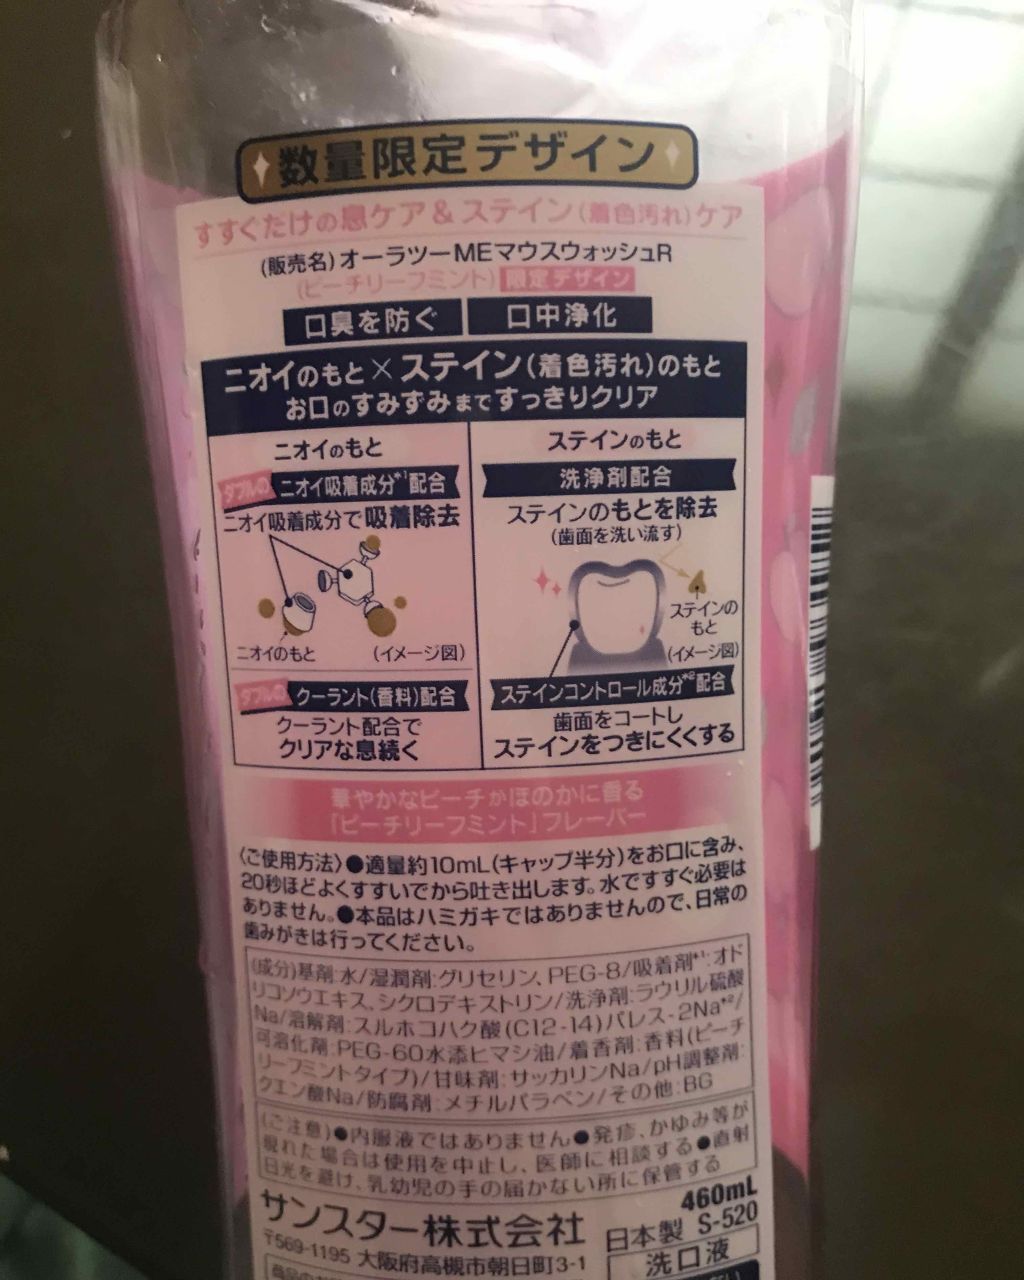 数量限定デザイン
すすぐだけの息ケア&ステイン(着色汚れ)ケア
(販売名)オーラツーMEマウスウォッシュR
(ピーチリーフミント) 限定デザイン
口臭を防ぐ 口中浄化
ニオイのもと×ステイン(着色汚れ)のもと
お口のすみずみまですっきりクリア
ニオイのもと
ダブルの ニオイ吸着成分*1配合
ニオイ吸着成分で吸着除去
ニオイのもと (イメージ図)
ダブルの クーラント(香料)配合
クーラント配合で
クリアな息続く
ステインのもと
洗浄剤配合
ステインのもとを除去
(歯面を洗い流す)
ステインの
もと
(イメージ図)
ステインコントロール成分*2配合
歯面をコートし
ステインをつきにくくする
華やかなピーチがほのかに香る
「ピーチリーフミント」フレーバー
〈ご使用方法〉●適量約10mL(キャップ半分)をお口に含み、
20秒ほどよくすすいでから吐き出します。水ですすぐ必要は
ありません。●本品はハミガキではありませんので、日常の
歯みがきは行ってください。
(成分)基剤:水/湿潤剤:グリセリン、PEG-8/吸着剤*1:オド
リコソウエキス、シクロデキストリン/洗浄剤:ラウリル硫酸
Na/溶解剤:スルホコハク酸(C12-14)パレス-2Na*2/
可溶化剤:PEG-60水添ヒマシ油/着香剤:香料(ピーチ
リーフミントタイプ)/甘味剤:サッカリンNa/pH調整剤:
クエン酸Na/防腐剤:メチルパラベン/その他:BG
(ご注意)●内服液ではありません●発疹、かゆみ等が
現れた場合は使用を中止し、医師に相談する●直射
日光を避け、乳幼児の手の届かない所に保管する
460mL
サンスター株式会社 日本製 S-520
〒569-1195 大阪府高槻市朝日町3-1 洗口液